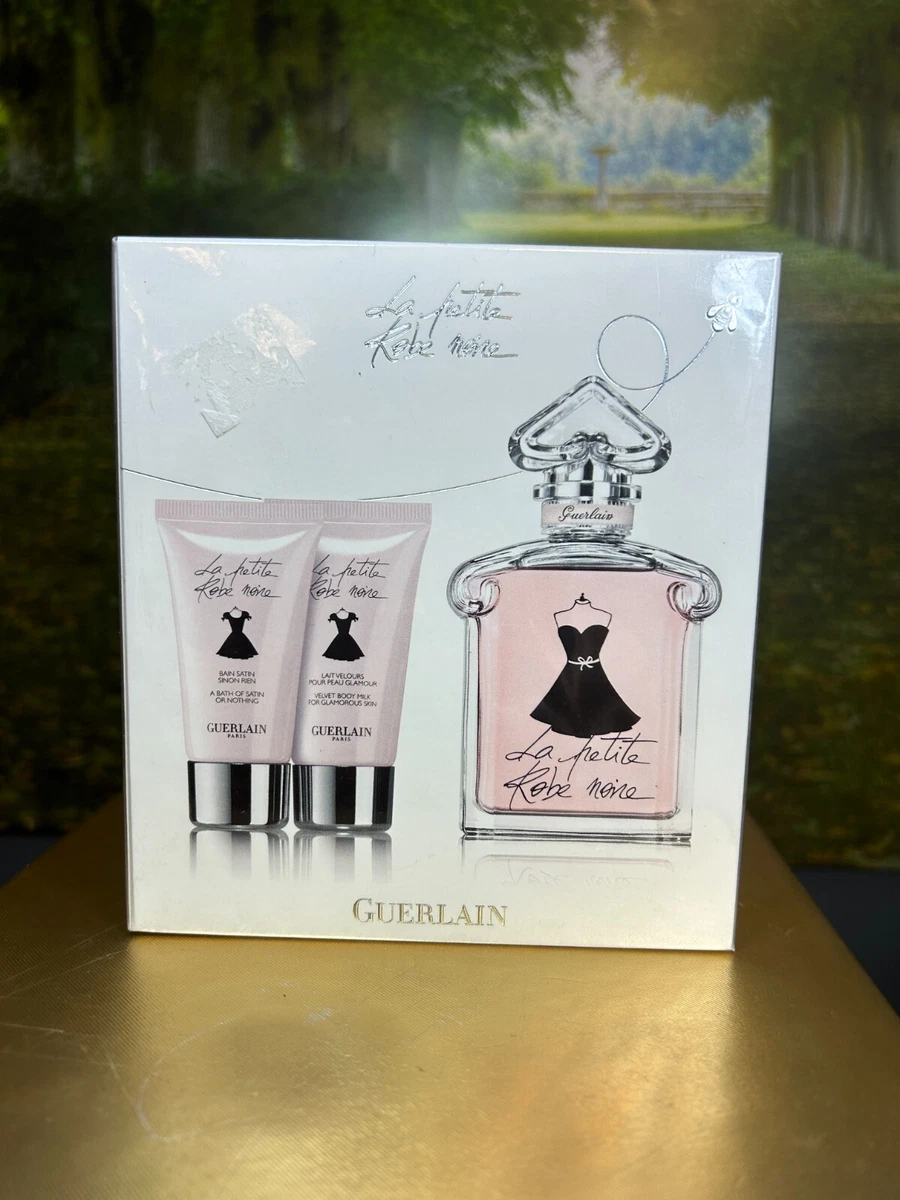 La petite
Robe noire
Guerlain
La petite
Robe noire
BAIN SATIN
SINON RIEN
A BATH OF SATIN
OR NOTHING
GUERLAIN
PARIS
La petite
Robe noire
LAIT VELOURS
POUR PEAU GLAMOUR
VELVET BODY MILK
FOR GLAMOROUS SKIN
GUERLAIN
PARIS
La petite
Robe noire
GUERLAIN